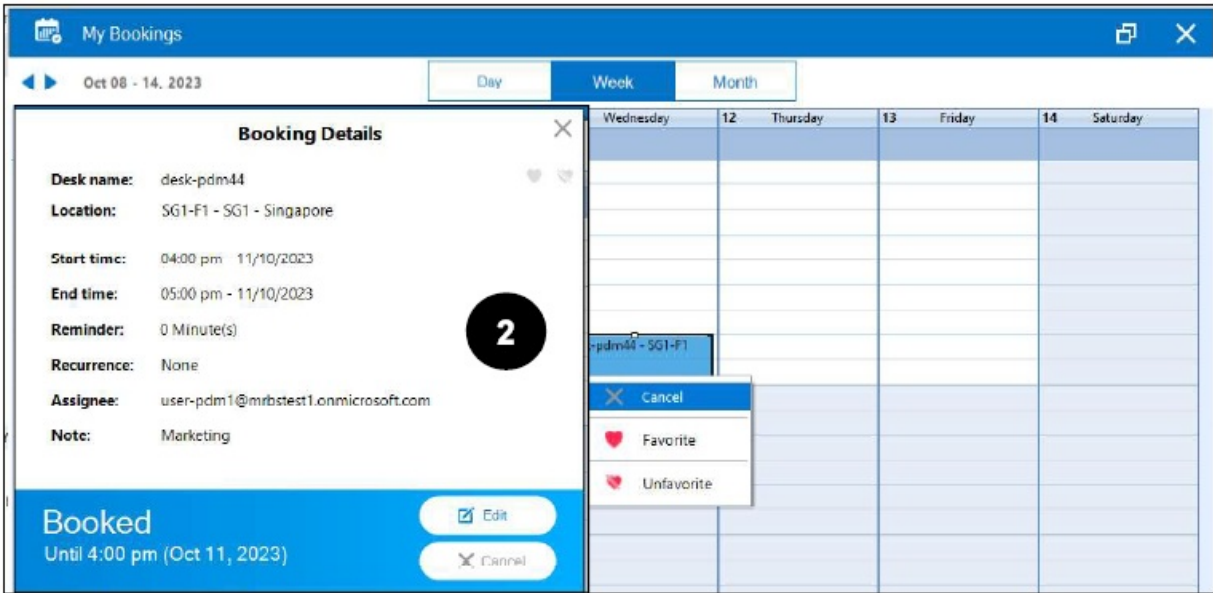 My Bookings
Oct 08 - 14, 2023
Day Week Month
Booking Details
Desk name: desk-pdm44
Location: SG1-F1 - SG1 - Singapore
Start time: 04:00 pm 11/10/2023
End time: 05:00 pm - 11/10/2023
Reminder: 0 Minute(s)
Recurrence: None
Assignee: user-pdm1@mrbstest1.onmicrosoft.com
Note: Marketing
2
Booked
Until 4:00 pm (Oct 11, 2023)
Edit
Cancel
Wednesday 12 Thursday 13 Friday 14 Saturday
-pdm44 - SG1-F1
Cancel
Favorite
Unfavorite